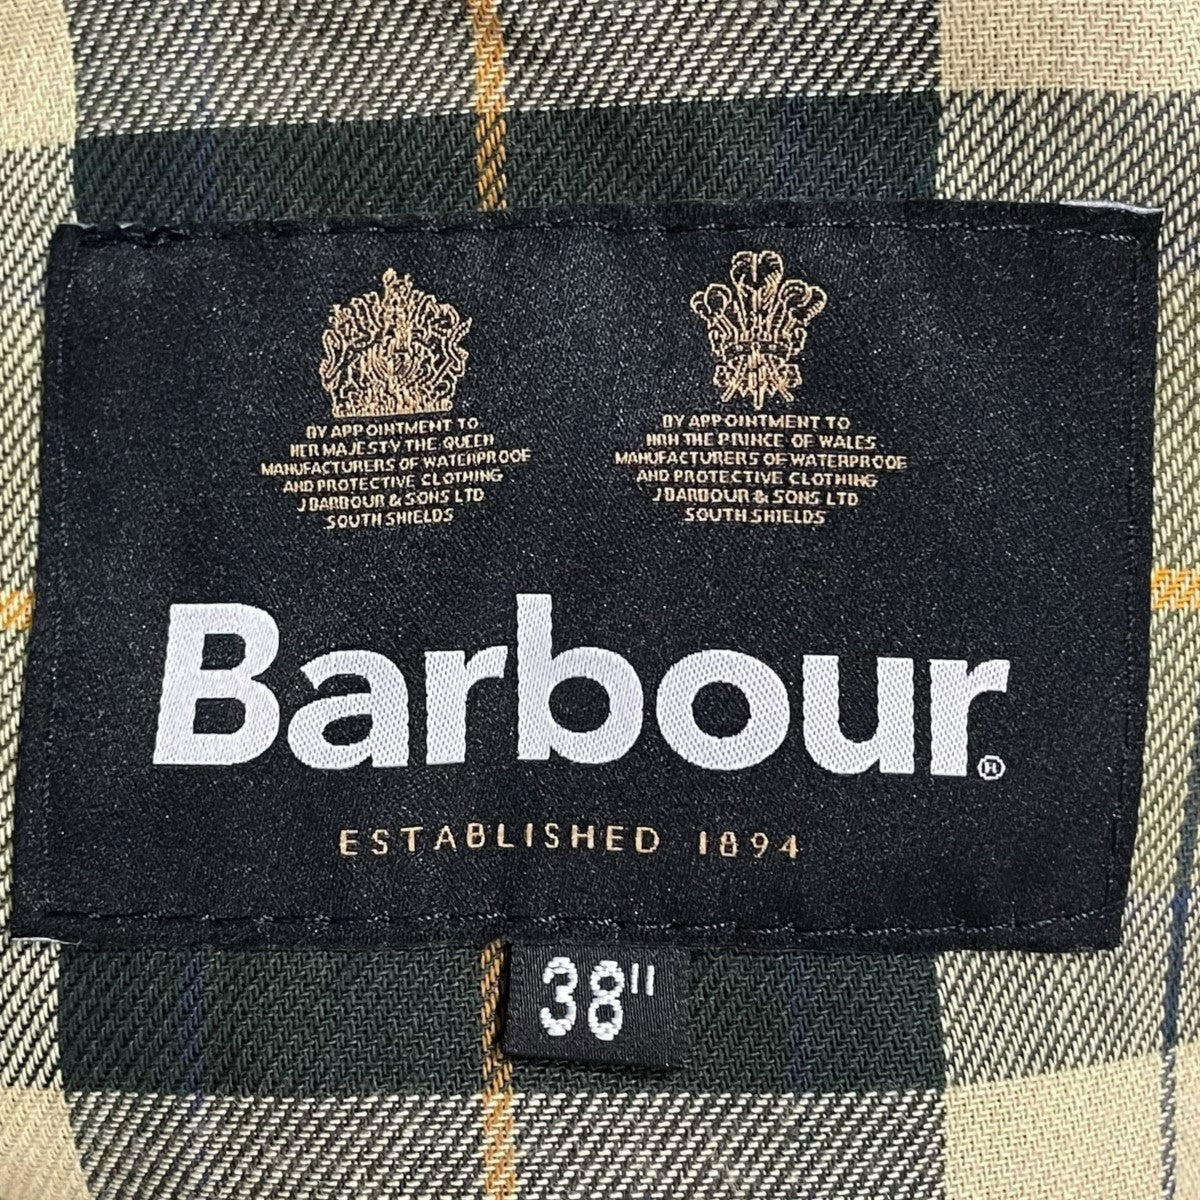 BY APPOINTMENT TO
HER MAJESTY THE QUEEN
MANUFACTURERS OF WATERPROOF
AND PROTECTIVE CLOTHING
J BARBOUR & SONS LTD
SOUTH SHIELDS
BY APPOINTMENT TO
HRH THE PRINCE OF WALES
MANUFACTURERS OF WATERPROOF
AND PROTECTIVE CLOTHING
J BARBOUR & SONS LTD
SOUTH SHIELDS
Barbour®
ESTABLISHED 1894
38"